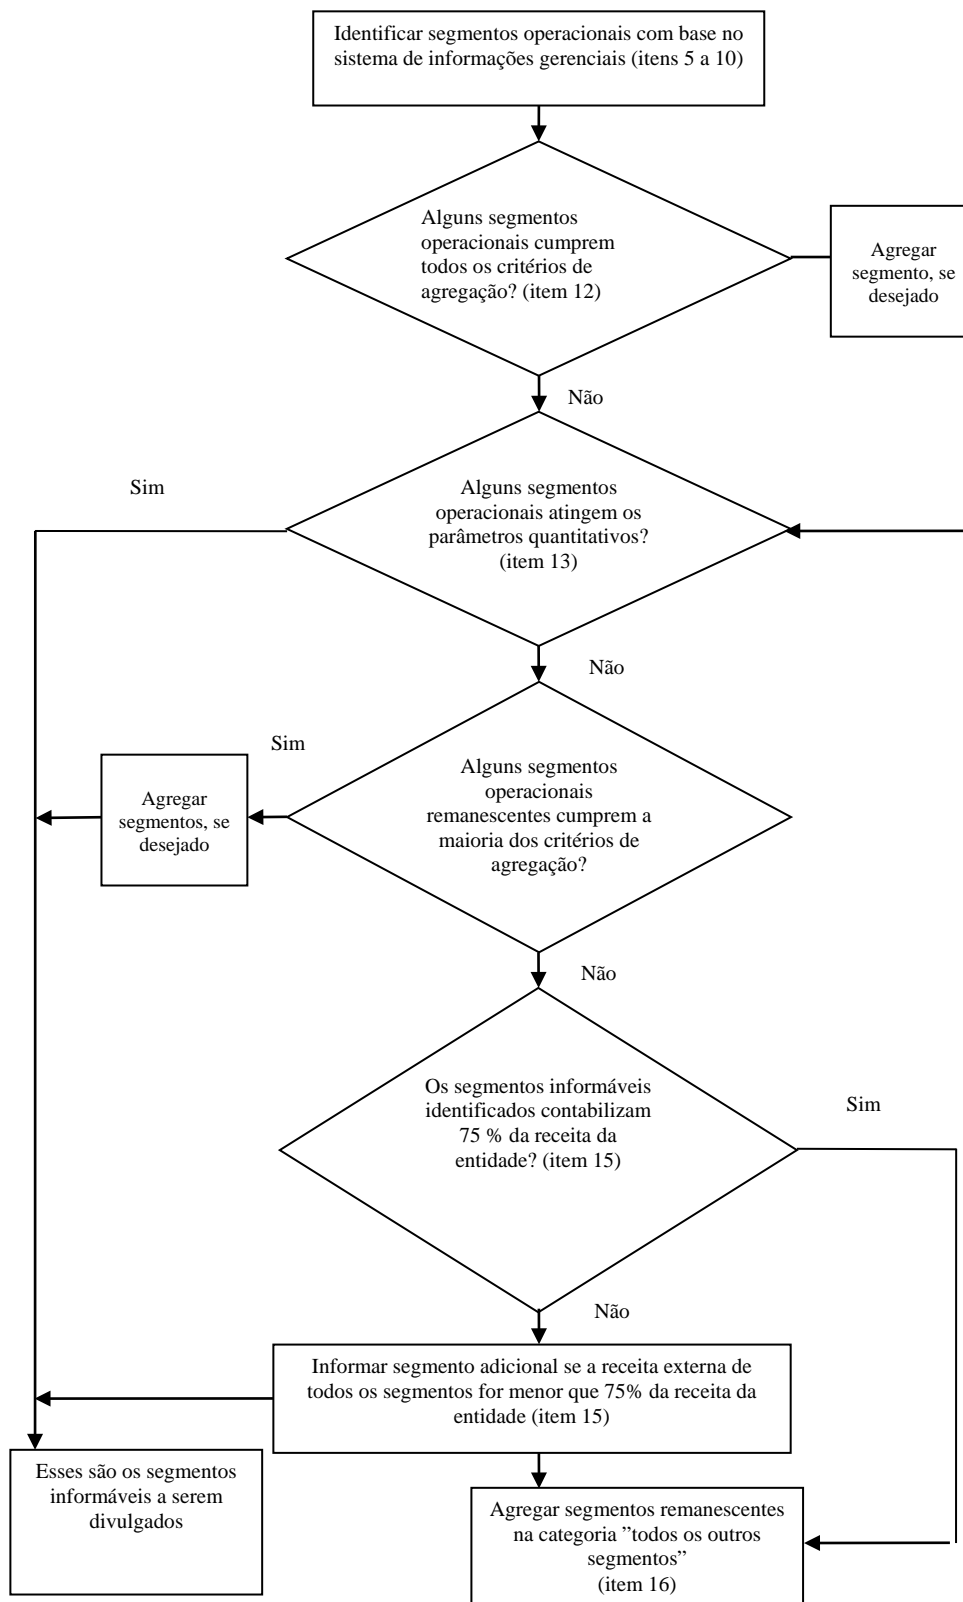 Identificar segmentos operacionais com base no
sistema de informações gerenciais (itens 5 a 10)
Alguns segmentos
operacionais cumprem
todos os critérios de
agregação? (item 12)
Agregar
segmento, se
desejado
Não
Sim
Alguns segmentos
operacionais atingem os
parâmetros quantitativos?
(item 13)
Não
Sim
Agregar
segmentos, se
desejado
Alguns segmentos
operacionais
remanescentes cumprem a
maioria dos critérios de
agregação?
Não
Os segmentos informáveis
identificados contabilizam
75 % da receita da
entidade? (item 15)
Sim
Não
Informar segmento adicional se a receita externa de
todos os segmentos for menor que 75% da receita da
entidade (item 15)
Esses são os segmentos
informáveis a serem
divulgados
Agregar segmentos remanescentes
na categoria ”todos os outros
segmentos”
(item 16)